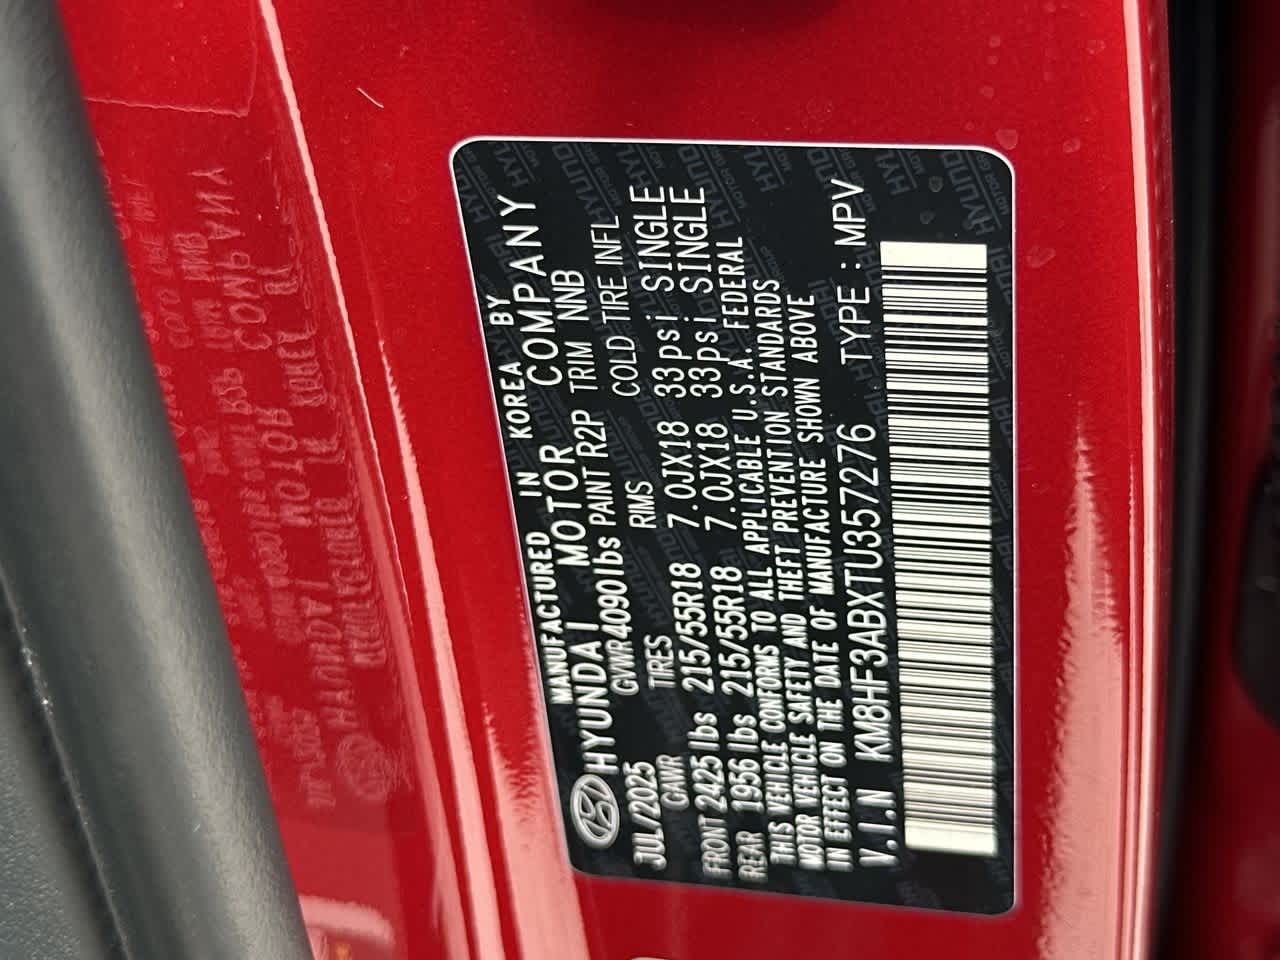 MANUFACTURED IN KOREA BY
HYUNDAI MOTOR COMPANY
JUL/2025 GVWR 4090lbs PAINT R2P TRIM NNB
GAWR TIRES RIMS COLD TIRE INFL
FRONT 2425 lbs 215/55R18 7.0JX18 33psi SINGLE
REAR 1956 lbs 215/55R18 7.0JX18 33psi SINGLE
THIS VEHICLE CONFORMS TO ALL APPLICABLE U.S.A. FEDERAL
MOTOR VEHICLE SAFETY AND THEFT PREVENTION STANDARDS
IN EFFECT ON THE DATE OF MANUFACTURE SHOWN ABOVE
V.I.N KM8HF3ABXTU357276 TYPE : MPV